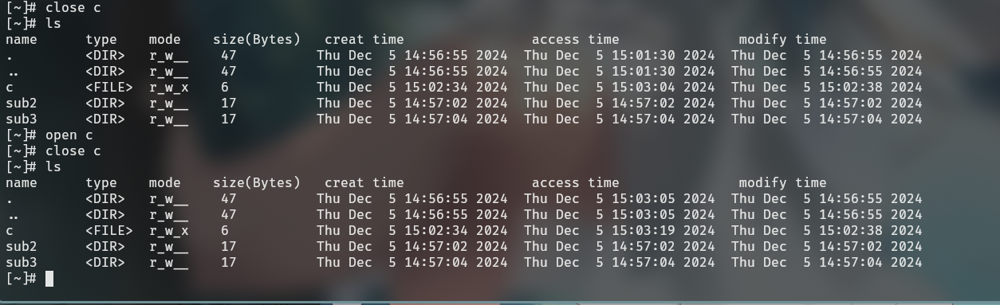 [~]# close c
[~]# ls
name      type    mode    size(Bytes)   creat time                access time               modify time
.         <DIR>   r_w__    47          Thu Dec  5 14:56:55 2024  Thu Dec  5 15:01:30 2024  Thu Dec  5 14:56:55 2024
..        <DIR>   r_w__    47          Thu Dec  5 14:56:55 2024  Thu Dec  5 15:01:30 2024  Thu Dec  5 14:56:55 2024
c         <FILE>  r_w_x    6           Thu Dec  5 15:02:34 2024  Thu Dec  5 15:03:04 2024  Thu Dec  5 15:02:38 2024
sub2      <DIR>   r_w__    17          Thu Dec  5 14:57:02 2024  Thu Dec  5 14:57:02 2024  Thu Dec  5 14:57:02 2024
sub3      <DIR>   r_w__    17          Thu Dec  5 14:57:04 2024  Thu Dec  5 14:57:04 2024  Thu Dec  5 14:57:04 2024
[~]# open c
[~]# close c
[~]# ls
name      type    mode    size(Bytes)   creat time                access time               modify time
.         <DIR>   r_w__    47          Thu Dec  5 14:56:55 2024  Thu Dec  5 15:03:05 2024  Thu Dec  5 14:56:55 2024
..        <DIR>   r_w__    47          Thu Dec  5 14:56:55 2024  Thu Dec  5 15:03:05 2024  Thu Dec  5 14:56:55 2024
c         <FILE>  r_w_x    6           Thu Dec  5 15:02:34 2024  Thu Dec  5 15:03:19 2024  Thu Dec  5 15:02:38 2024
sub2      <DIR>   r_w__    17          Thu Dec  5 14:57:02 2024  Thu Dec  5 14:57:02 2024  Thu Dec  5 14:57:02 2024
sub3      <DIR>   r_w__    17          Thu Dec  5 14:57:04 2024  Thu Dec  5 14:57:04 2024  Thu Dec  5 14:57:04 2024
[~]#